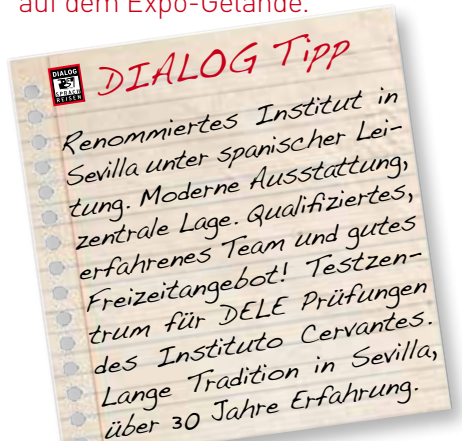 auf dem Expo-Gelände.
DIALOG
SPRACH
REISEN
DIALOG Tipp
Renommiertes Institut in
Sevilla unter spanischer Lei-
tung. Moderne Ausstattung,
zentrale Lage. Qualifiziertes,
erfahrenes Team und gutes
Freizeitangebot! Testzen-
trum für DELE Prüfungen
des Instituto Cervantes.
Lange Tradition in Sevilla,
über 30 Jahre Erfahrung.